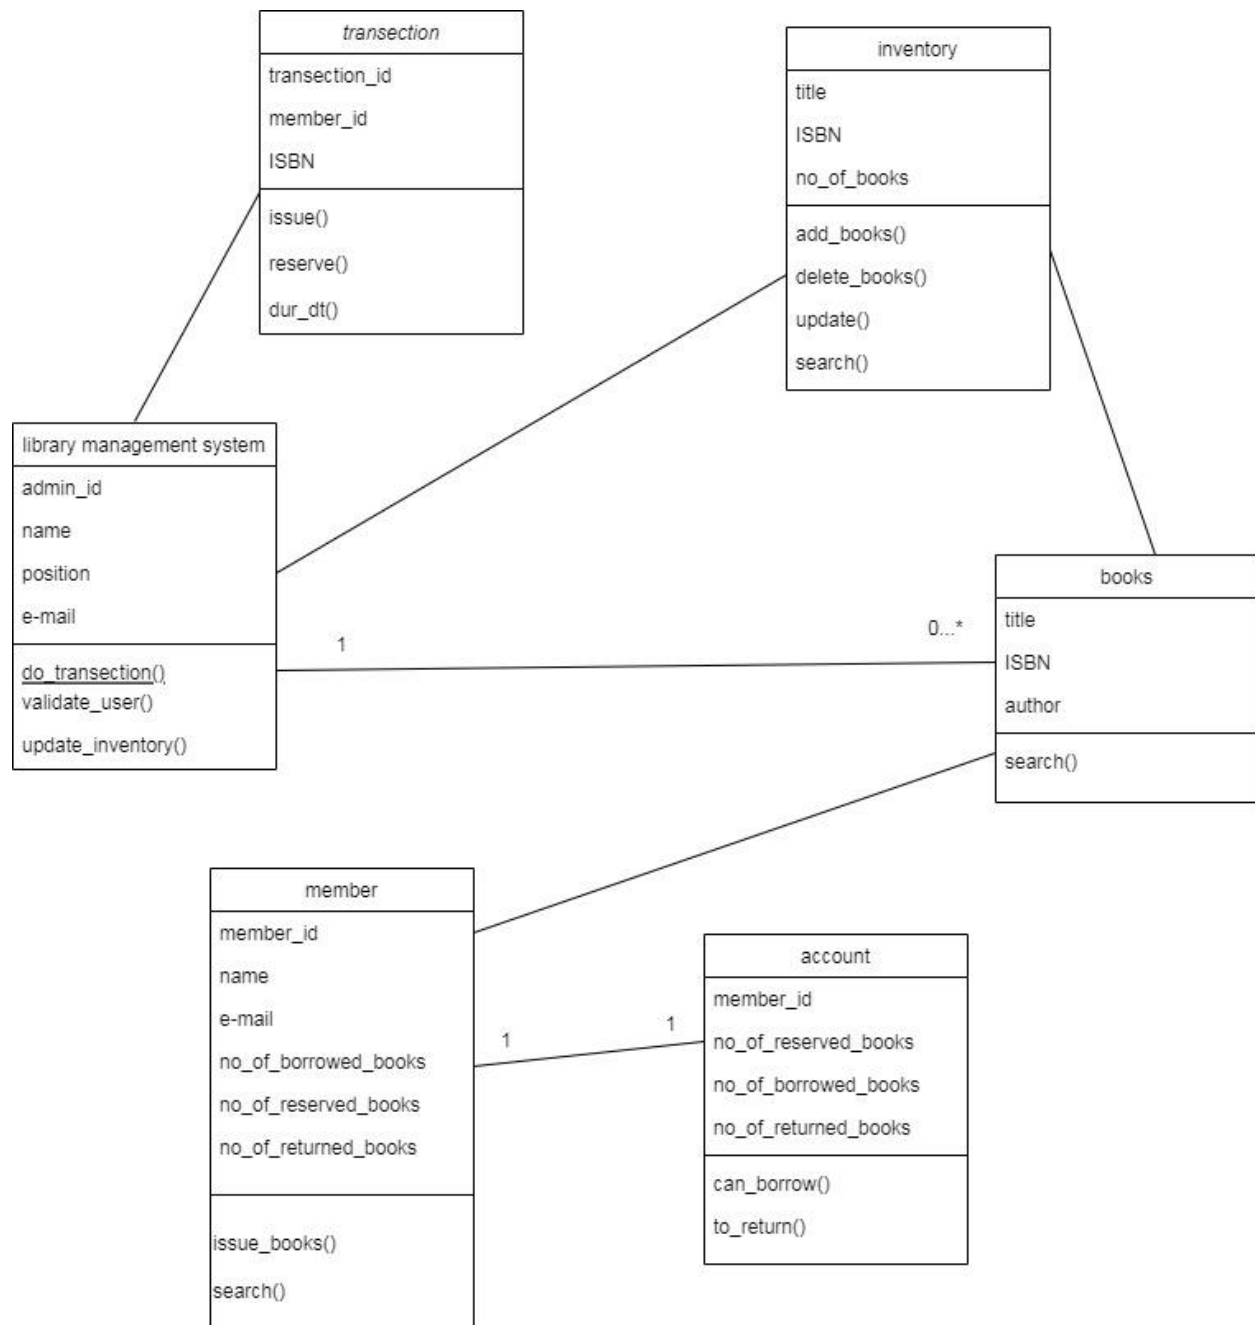 transection
transection_id
member_id
ISBN
issue()
reserve()
dur_dt()
inventory
title
ISBN
no_of_books
add_books()
delete_books()
update()
search()
library management system
admin_id
name
position
e-mail
do_transection()
validate_user()
update_inventory()
1
0...*
books
title
ISBN
author
search()
member
member_id
name
e-mail
no_of_borrowed_books
no_of_reserved_books
no_of_returned_books
issue_books()
search()
1
1
account
member_id
no_of_reserved_books
no_of_borrowed_books
no_of_returned_books
can_borrow()
to_return()